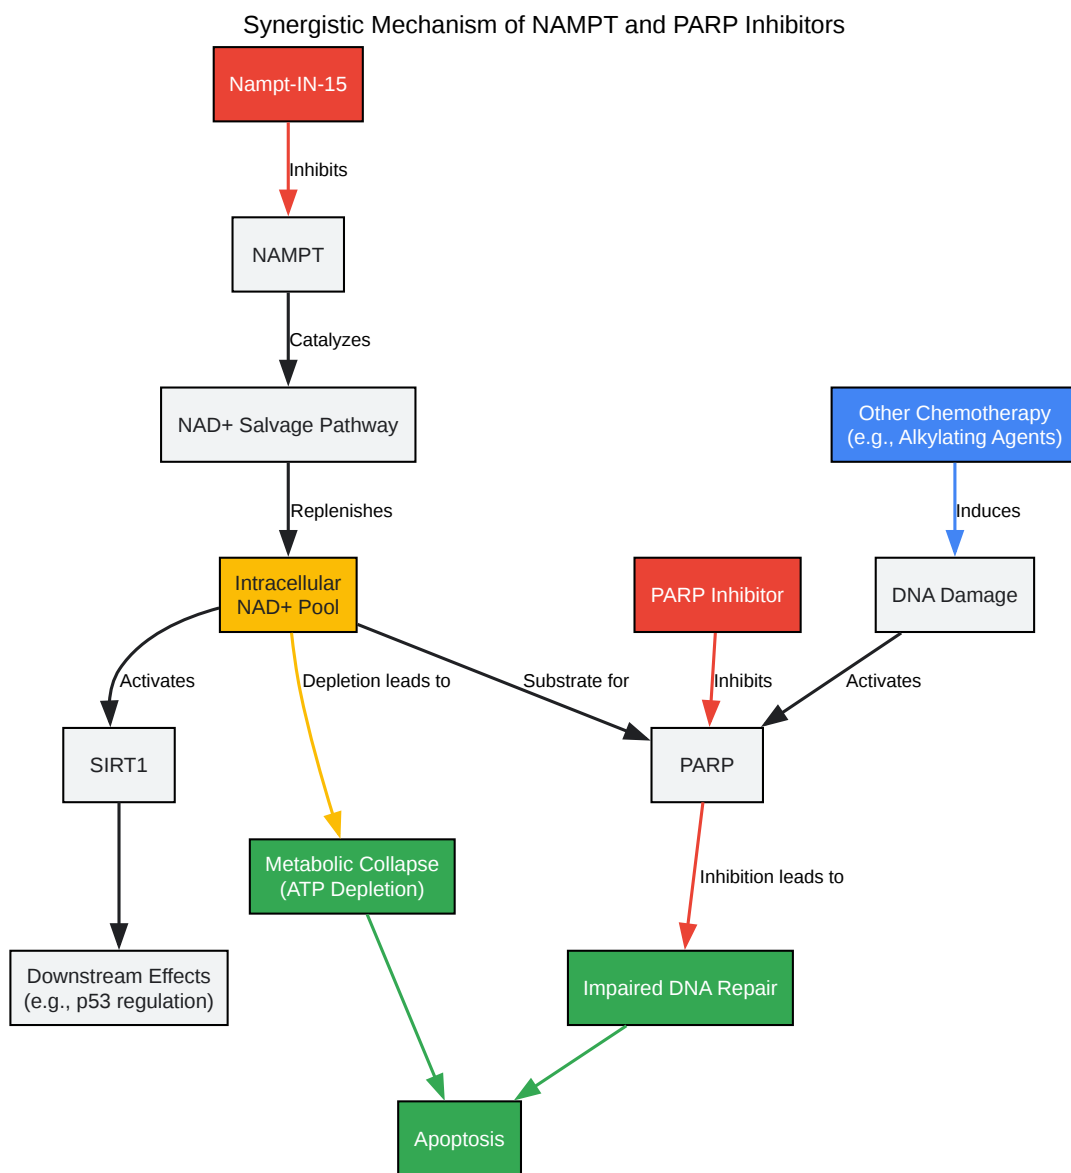 Synergistic Mechanism of NAMPT and PARP Inhibitors
Nampt-IN-15
Inhibits
NAMPT
Catalyzes
NAD+ Salvage Pathway
Other Chemotherapy
(e.g., Alkylating Agents)
Replenishes
Induces
Intracellular
NAD+ Pool
PARP Inhibitor
DNA Damage
Activates
Depletion leads to
Substrate for
Inhibits
Activates
SIRT1
PARP
Metabolic Collapse
(ATP Depletion)
Inhibition leads to
Downstream Effects
(e.g., p53 regulation)
Impaired DNA Repair
Apoptosis